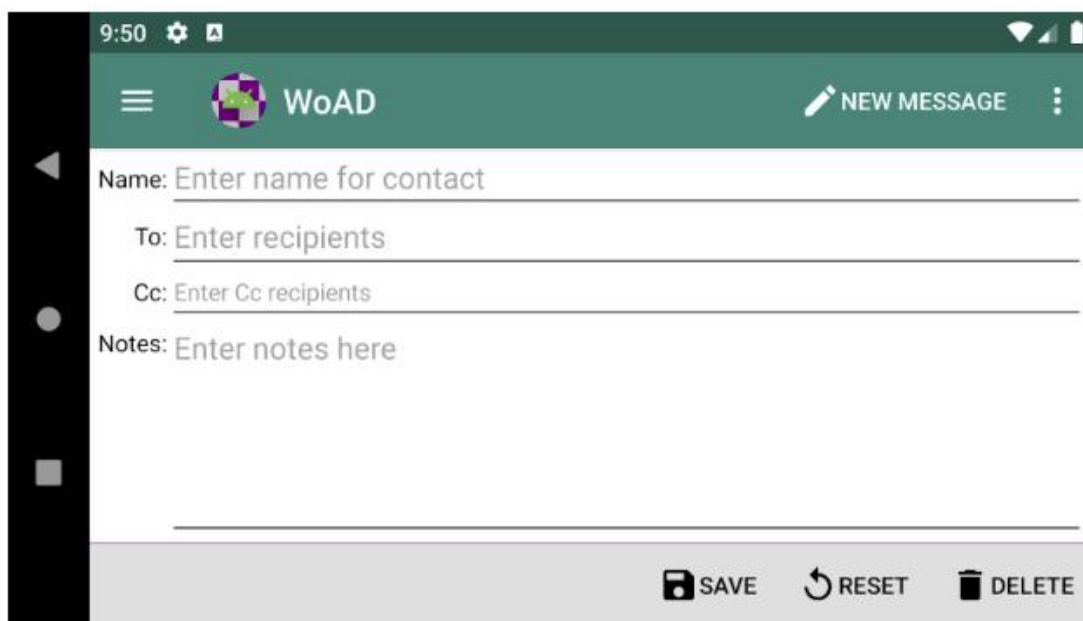 9:50
WoAD NEW MESSAGE
Name: Enter name for contact
To: Enter recipients
Cc: Enter Cc recipients
Notes: Enter notes here
SAVE RESET DELETE